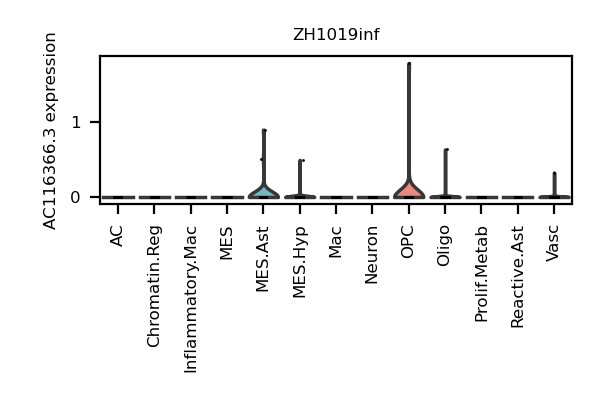 ZH1019inf
AC116366.3 expression
1
0
AC
Chromatin.Reg
Inflammatory.Mac
MES
MES.Ast
MES.Hyp
Mac
Neuron
OPC
Oligo
Prolif.Metab
Reactive.Ast
Vasc